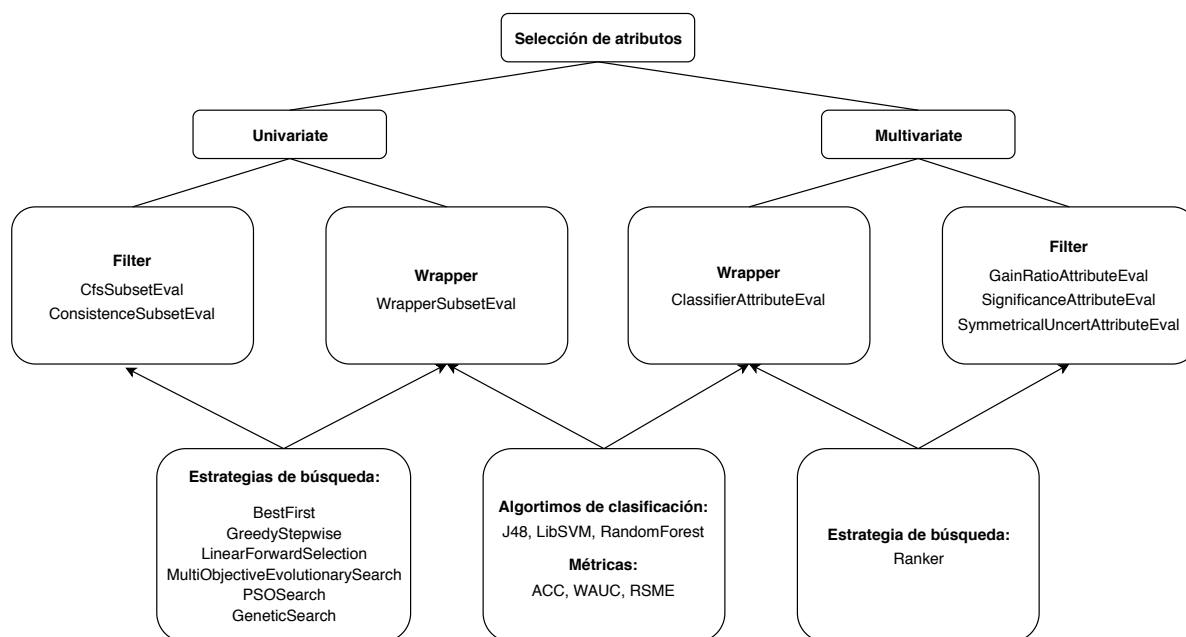 Selección de atributos
Univariate
Multivariate
Filter
CfsSubsetEval
ConsistenceSubsetEval
Wrapper
WrapperSubsetEval
Wrapper
ClassifierAttributeEval
Filter
GainRatioAttributeEval
SignificanceAttributeEval
SymmetricalUncertAttributeEval
Estrategias de búsqueda:
BestFirst
GreedyStepwise
LinearForwardSelection
MultiObjectiveEvolutionarySearch
PSOSearch
GeneticSearch
Algortimos de clasificación:
J48, LibSVM, RandomForest
Métricas:
ACC, WAUC, RSME
Estrategia de búsqueda:
Ranker